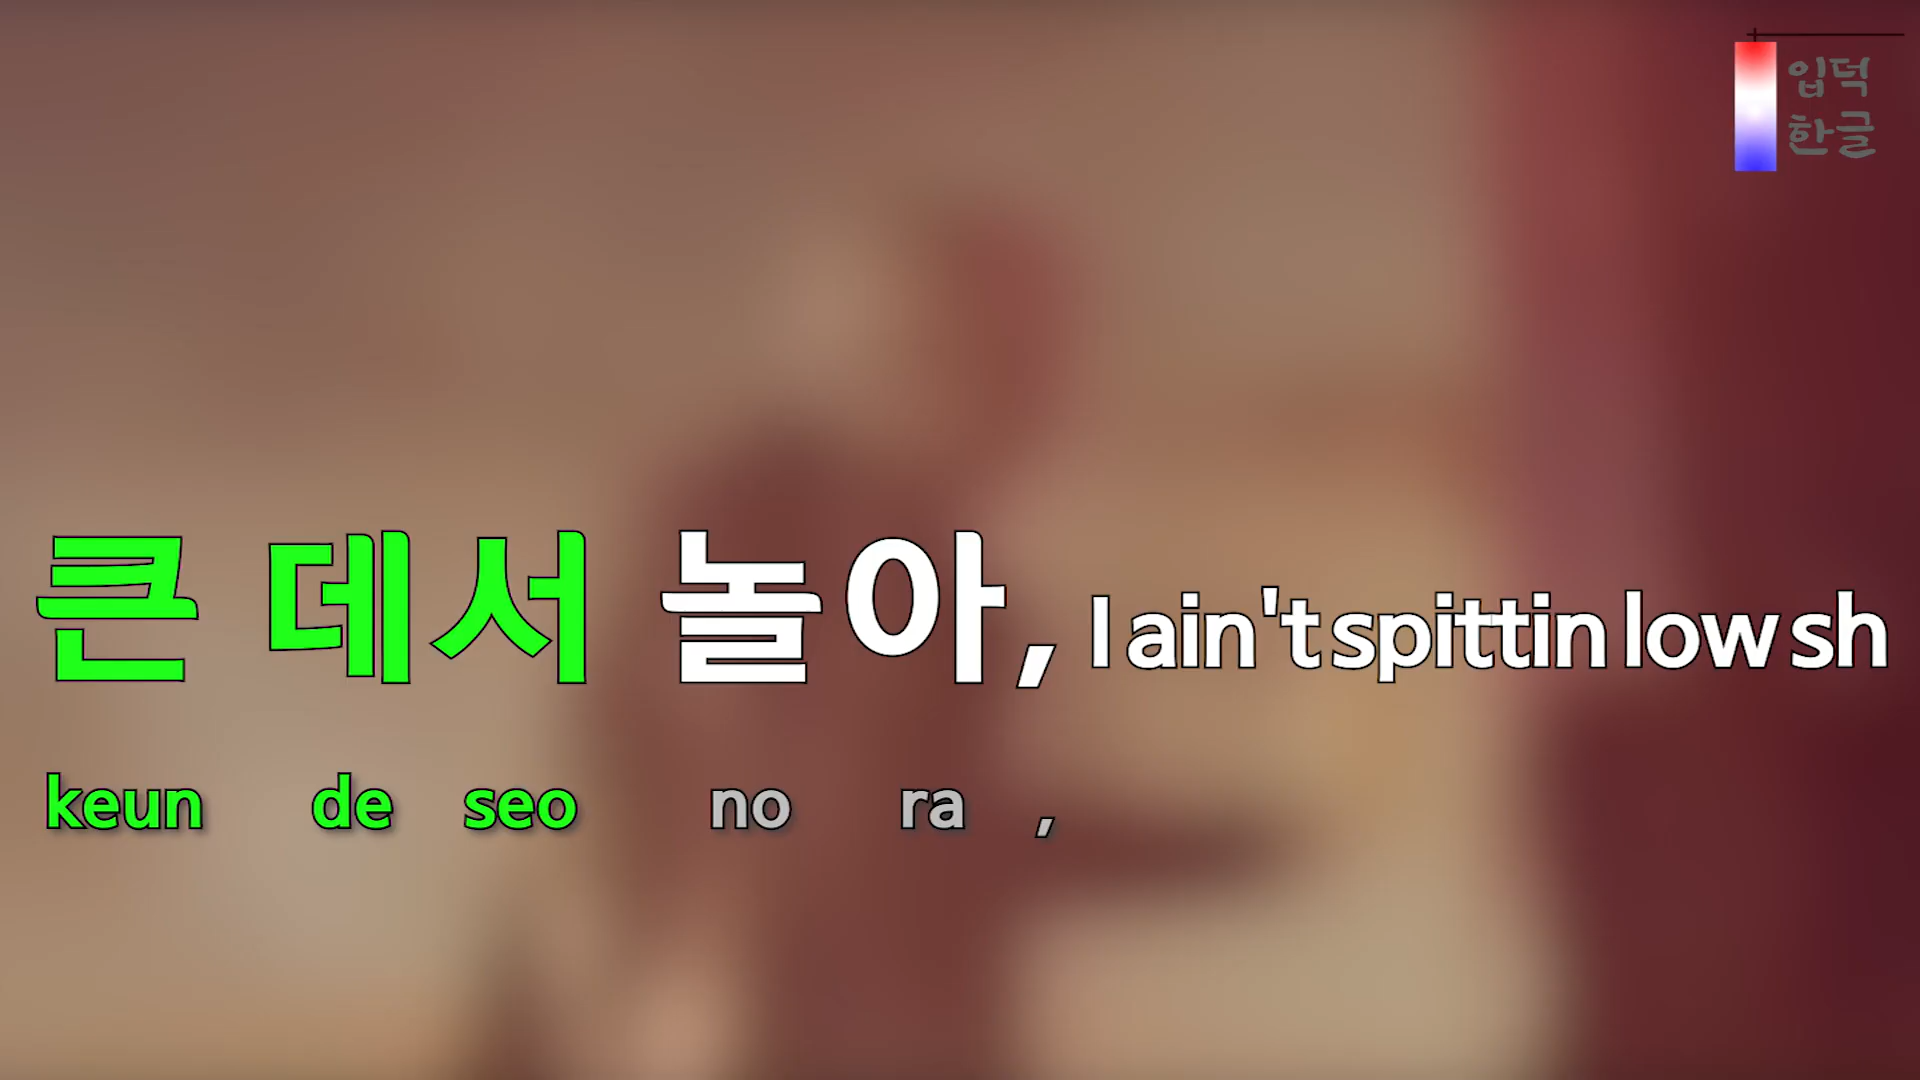 입덕
한글
큰 데서 놀아, I ain't spittin low sh
keun de seo no ra ,